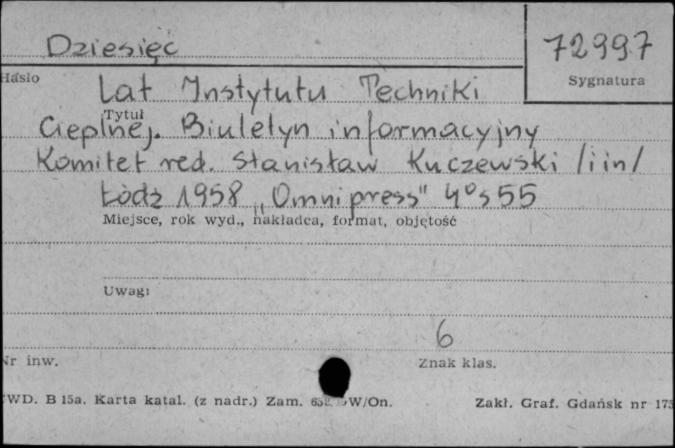 Dziesięć
72997
Hasło
Sygnatura
Lat Instytutu Techniki
Tytuł
Cieplnej. Biuletyn informacyjny
Komitet red. Stanisław Kuczewski /i in/
Łódź 1958 „Omnipress" 4° s 55
Miejsce, rok wyd., nakładca, format, objętość
Uwagi
6
Nr inw.
Znak klas.
WD. B 15a. Karta katal. (z nadr.) Zam. W/On.
Zakł. Graf. Gdańsk nr 173